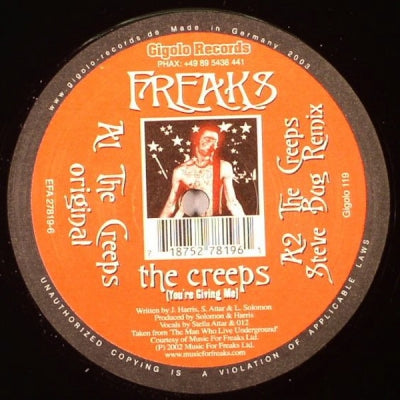 www.gigolo-records.de Made in Germany 2003
Gigolo Records
PHAX: +49 89 5436 441
FREAKS
A1 The Creeps
original
A2 The Creeps
Steve Bug Remix
EFA 27819-6
Gigolo 119
7 18752 78196 1
the creeps
(You're Giving Me)
Written by J. Harris, S. Attar & L. Solomon
Produced by Solomon & Harris
Vocals by Stella Attar & 012
Taken from 'The Man Who Live Underground'
Courtesy of Music For Freaks Ltd.
(P) 2002 Music For Freaks Ltd.
www.musicforfreaks.com
UNAUTHORIZED COPYING IS A VIOLATION OF APPLICABLE LAWS